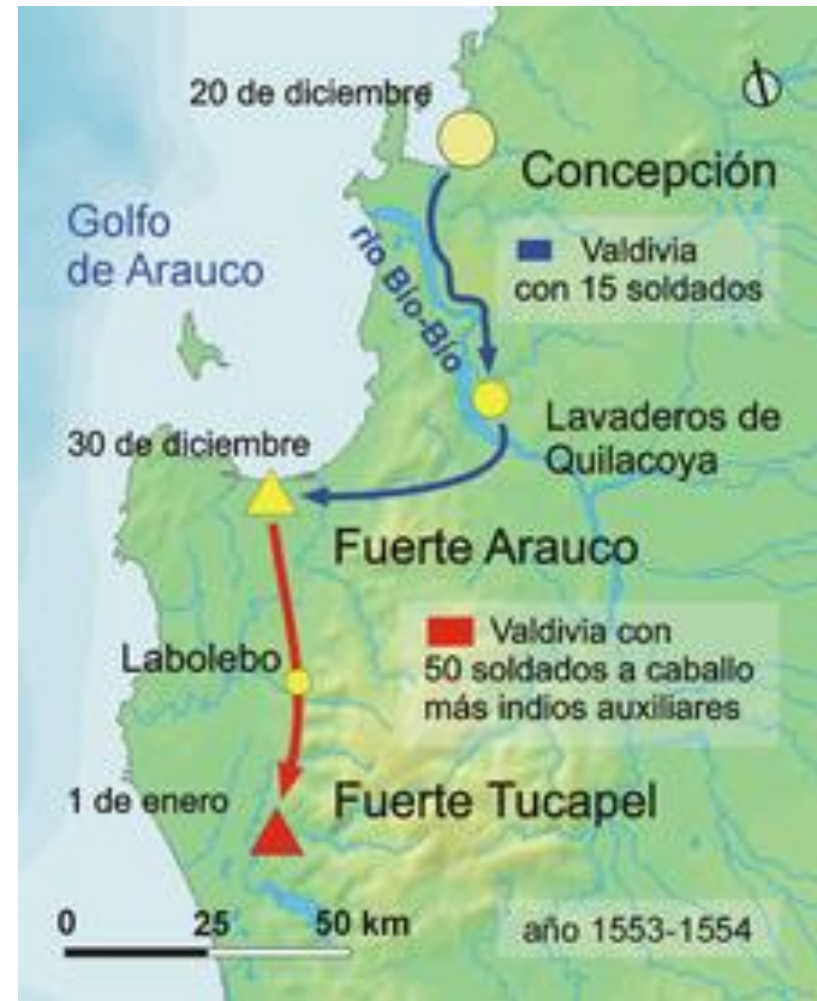 20 de diciembre
Concepción
Golfo
de Arauco
río Bío-Bío
Valdivia
con 15 soldados
Lavaderos de
Quilacoya
30 de diciembre
Fuerte Arauco
Labolebo
Valdivia con
50 soldados a caballo
más indios auxiliares
1 de enero
Fuerte Tucapel
0 25 50 km
año 1553-1554